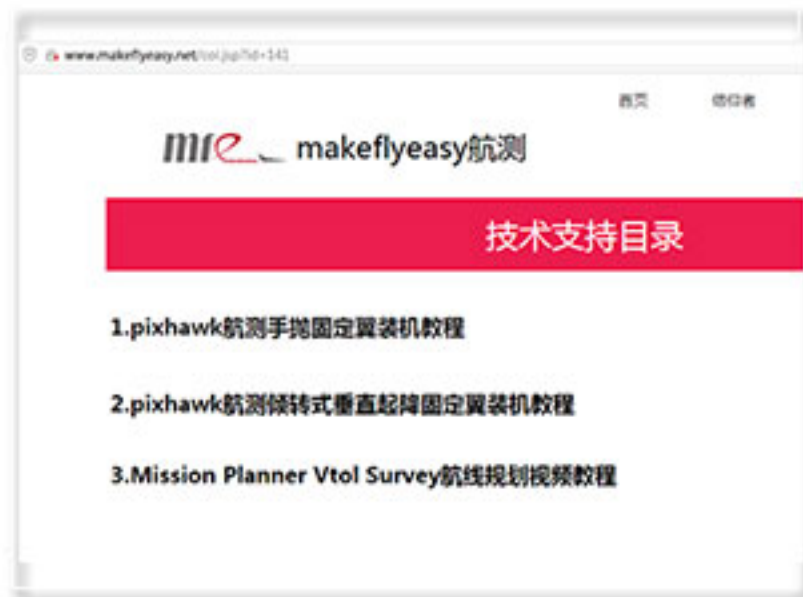 www.makeflyeasy.net/col.jsp?id=141
首页
makeflyeasy航测
技术支持目录
1.pixhawk航测手抛固定翼装机教程
2.pixhawk航测倾转式垂直起降固定翼装机教程
3.Mission Planner Vtol Survey航线规划视频教程